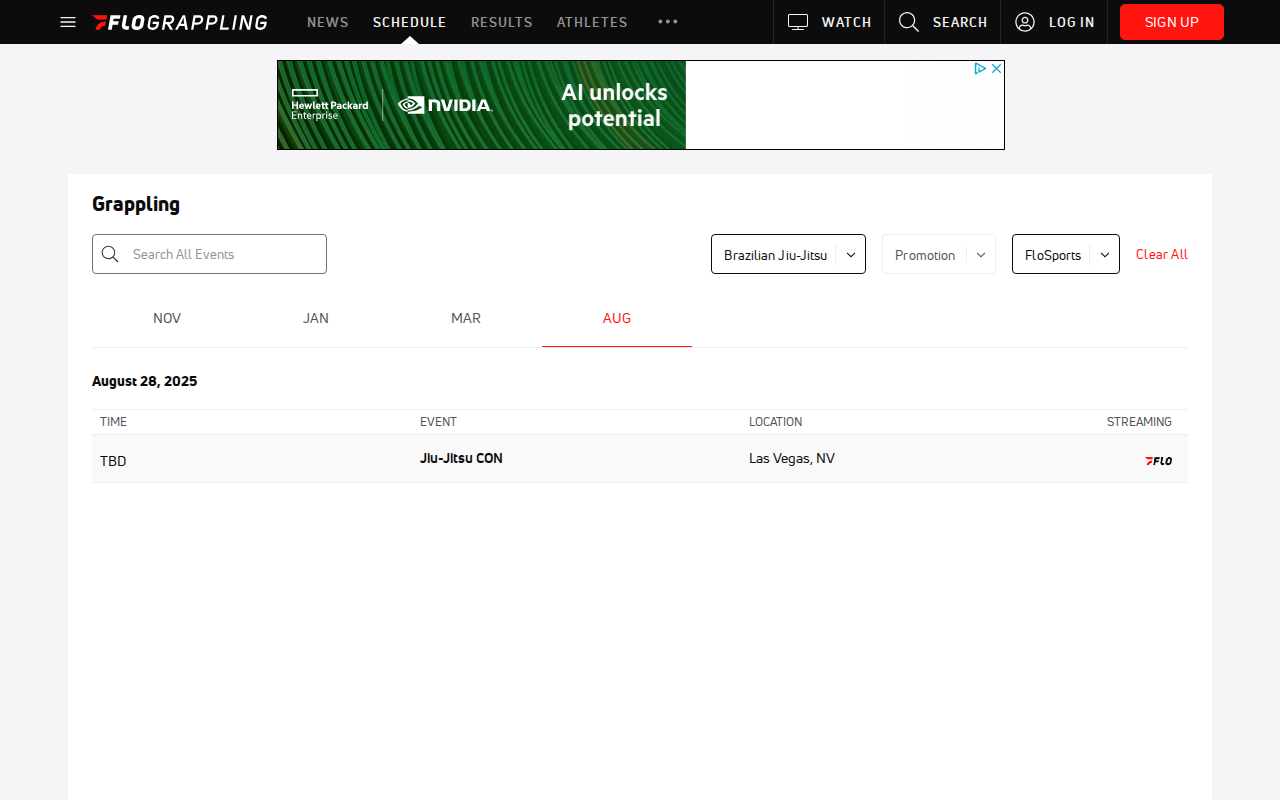 FLOGRAPPLING
NEWS
SCHEDULE
RESULTS
ATHLETES
WATCH
SEARCH
LOG IN
SIGN UP
Hewlett Packard
Enterprise
NVIDIA.
AI unlocks
potential
Grappling
Search All Events
Brazilian Jiu-Jitsu
Promotion
FloSports
Clear All
NOV
JAN
MAR
AUG
August 28, 2025
TIME
EVENT
LOCATION
STREAMING
TBD
Jiu-Jitsu CON
Las Vegas, NV
FLO